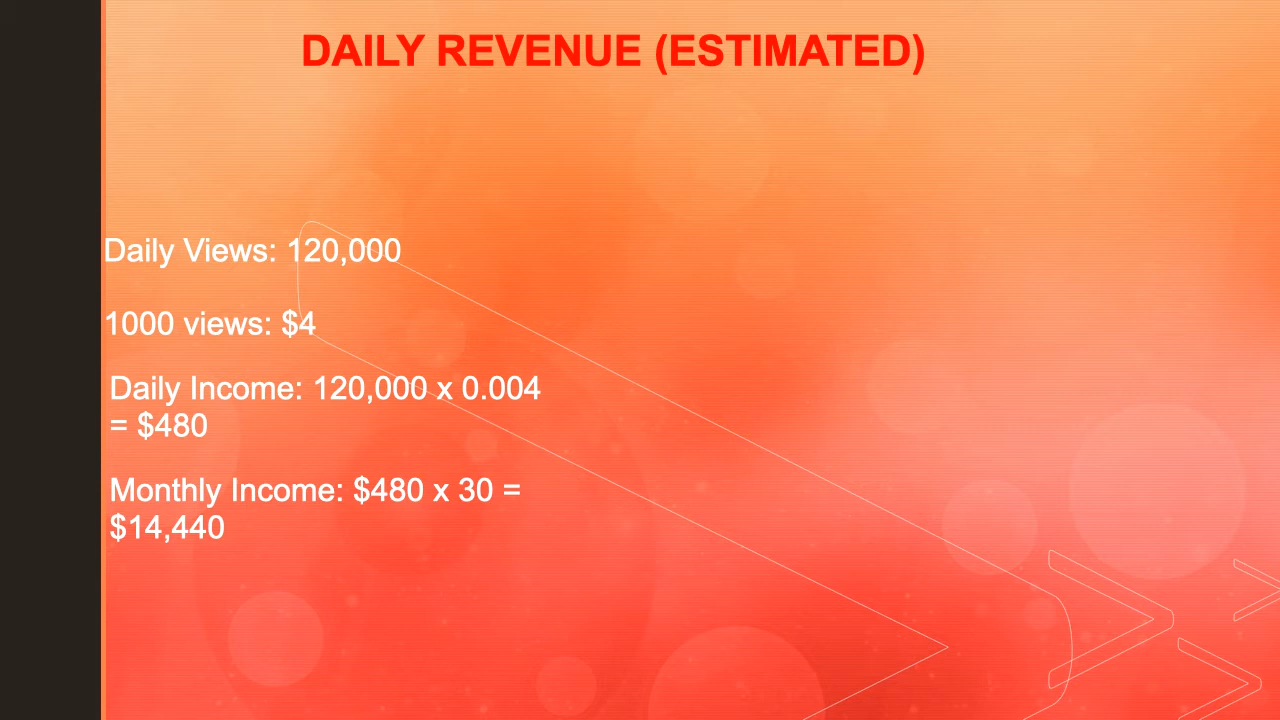 DAILY REVENUE (ESTIMATED)
Daily Views: 120,000
1000 views: $4
Daily Income: 120,000 x 0.004
= $480
Monthly Income: $480 x 30 =
$14,440